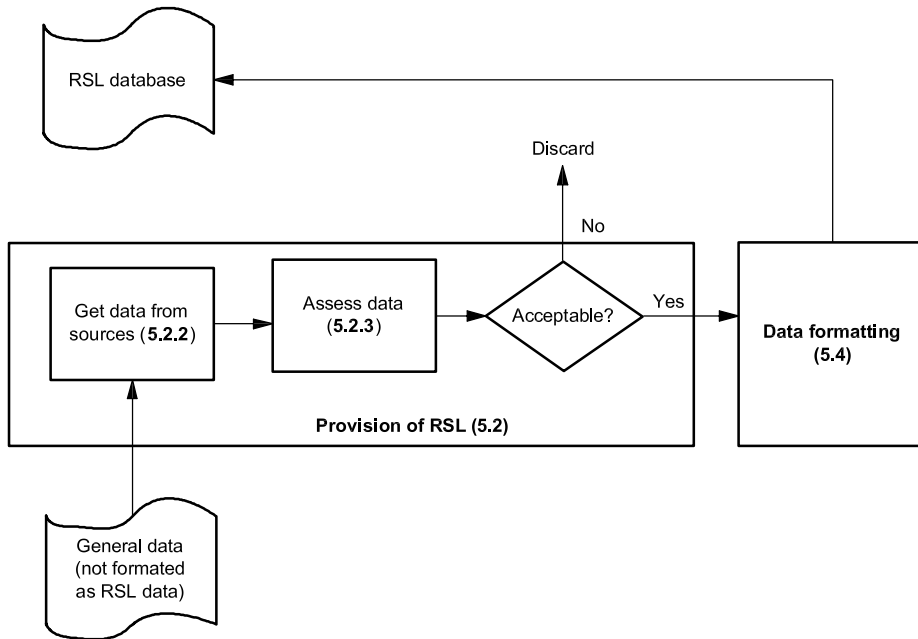 RSL database
Discard
No
Get data from
sources (5.2.2)
Assess data
(5.2.3)
Acceptable?
Yes
Data formatting
(5.4)
Provision of RSL (5.2)
General data
(not formated
as RSL data)